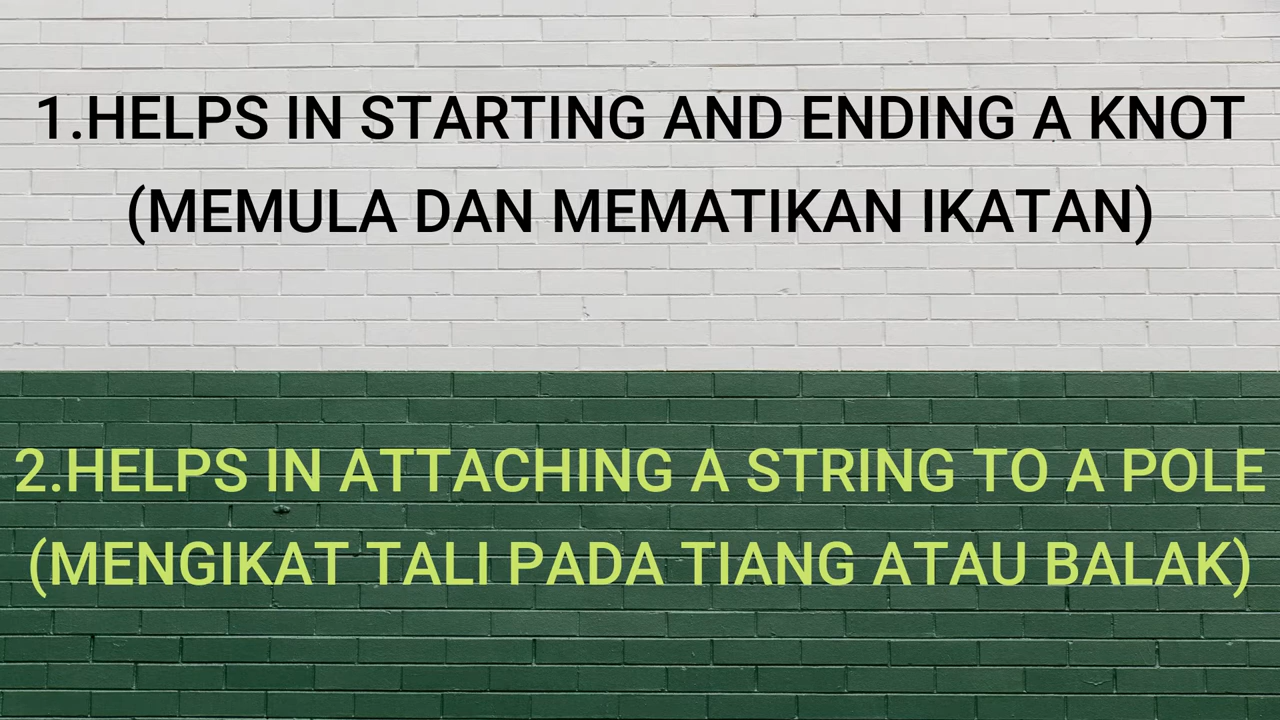 1.HELPS IN STARTING AND ENDING A KNOT
(MEMULA DAN MEMATIKAN IKATAN)
2.HELPS IN ATTACHING A STRING TO A POLE
(MENGIKAT TALI PADA TIANG ATAU BALAK)